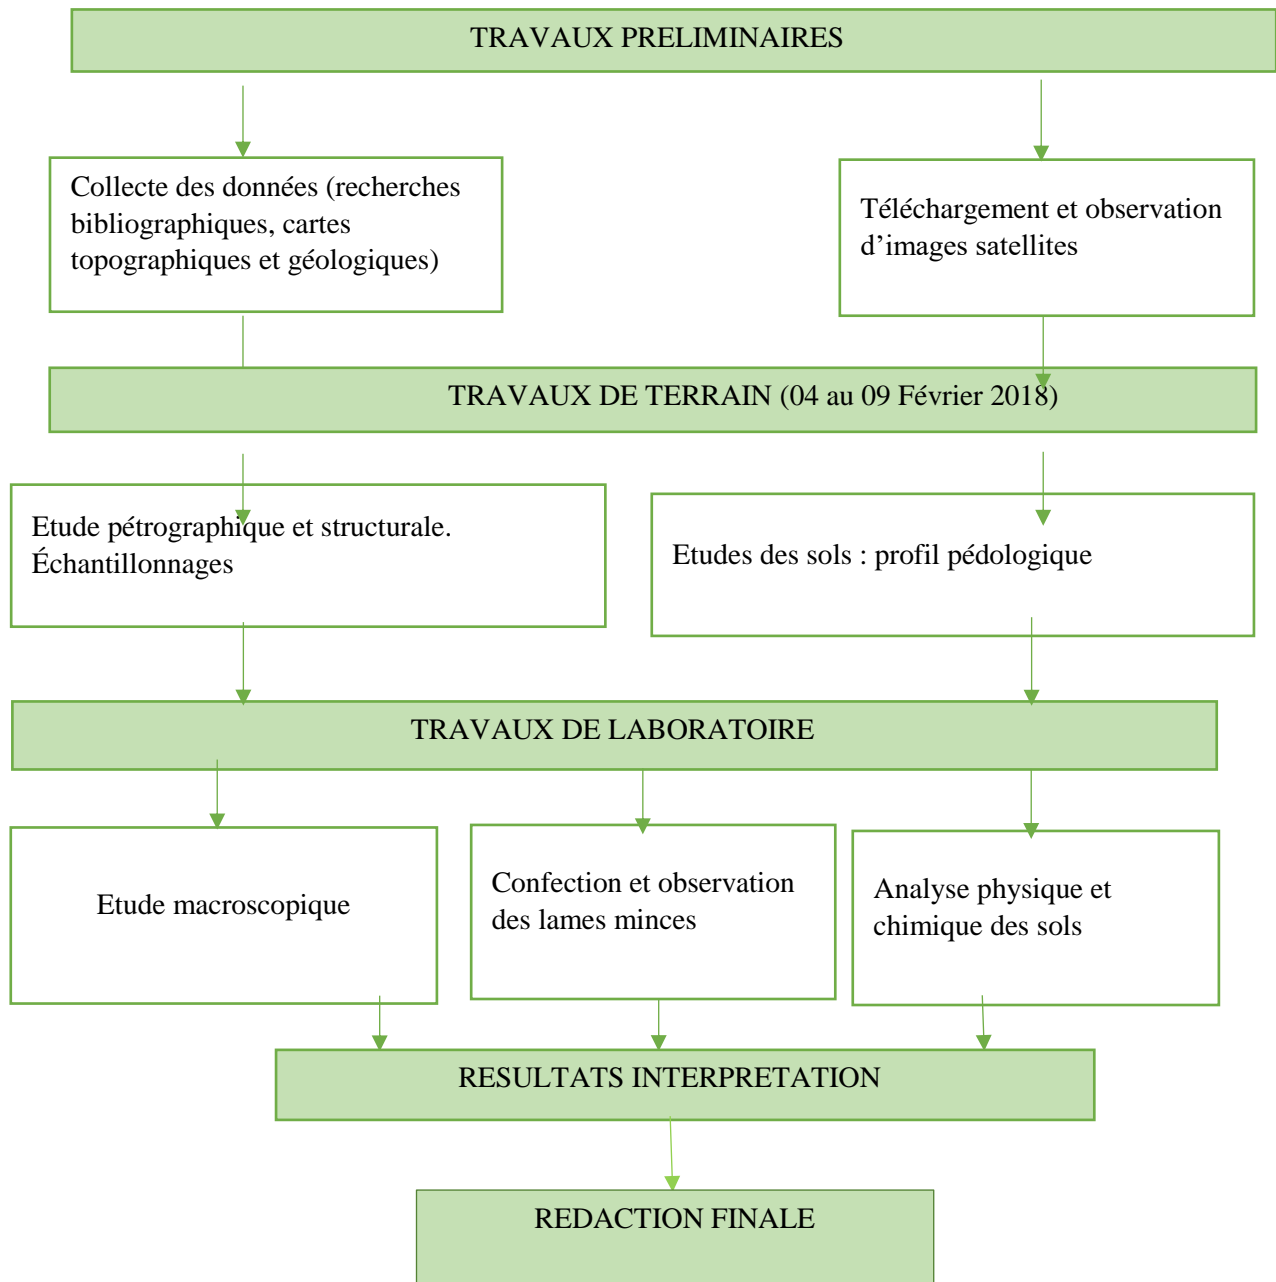 TRAVAUX PRELIMINAIRES
Collecte des données (recherches
bibliographiques, cartes
topographiques et géologiques)
Téléchargement et observation
d’images satellites
TRAVAUX DE TERRAIN (04 au 09 Février 2018)
Etude pétrographique et structurale.
Échantillonnages
Etudes des sols : profil pédologique
TRAVAUX DE LABORATOIRE
Etude macroscopique
Confection et observation
des lames minces
Analyse physique et
chimique des sols
RESULTATS INTERPRETATION
REDACTION FINALE